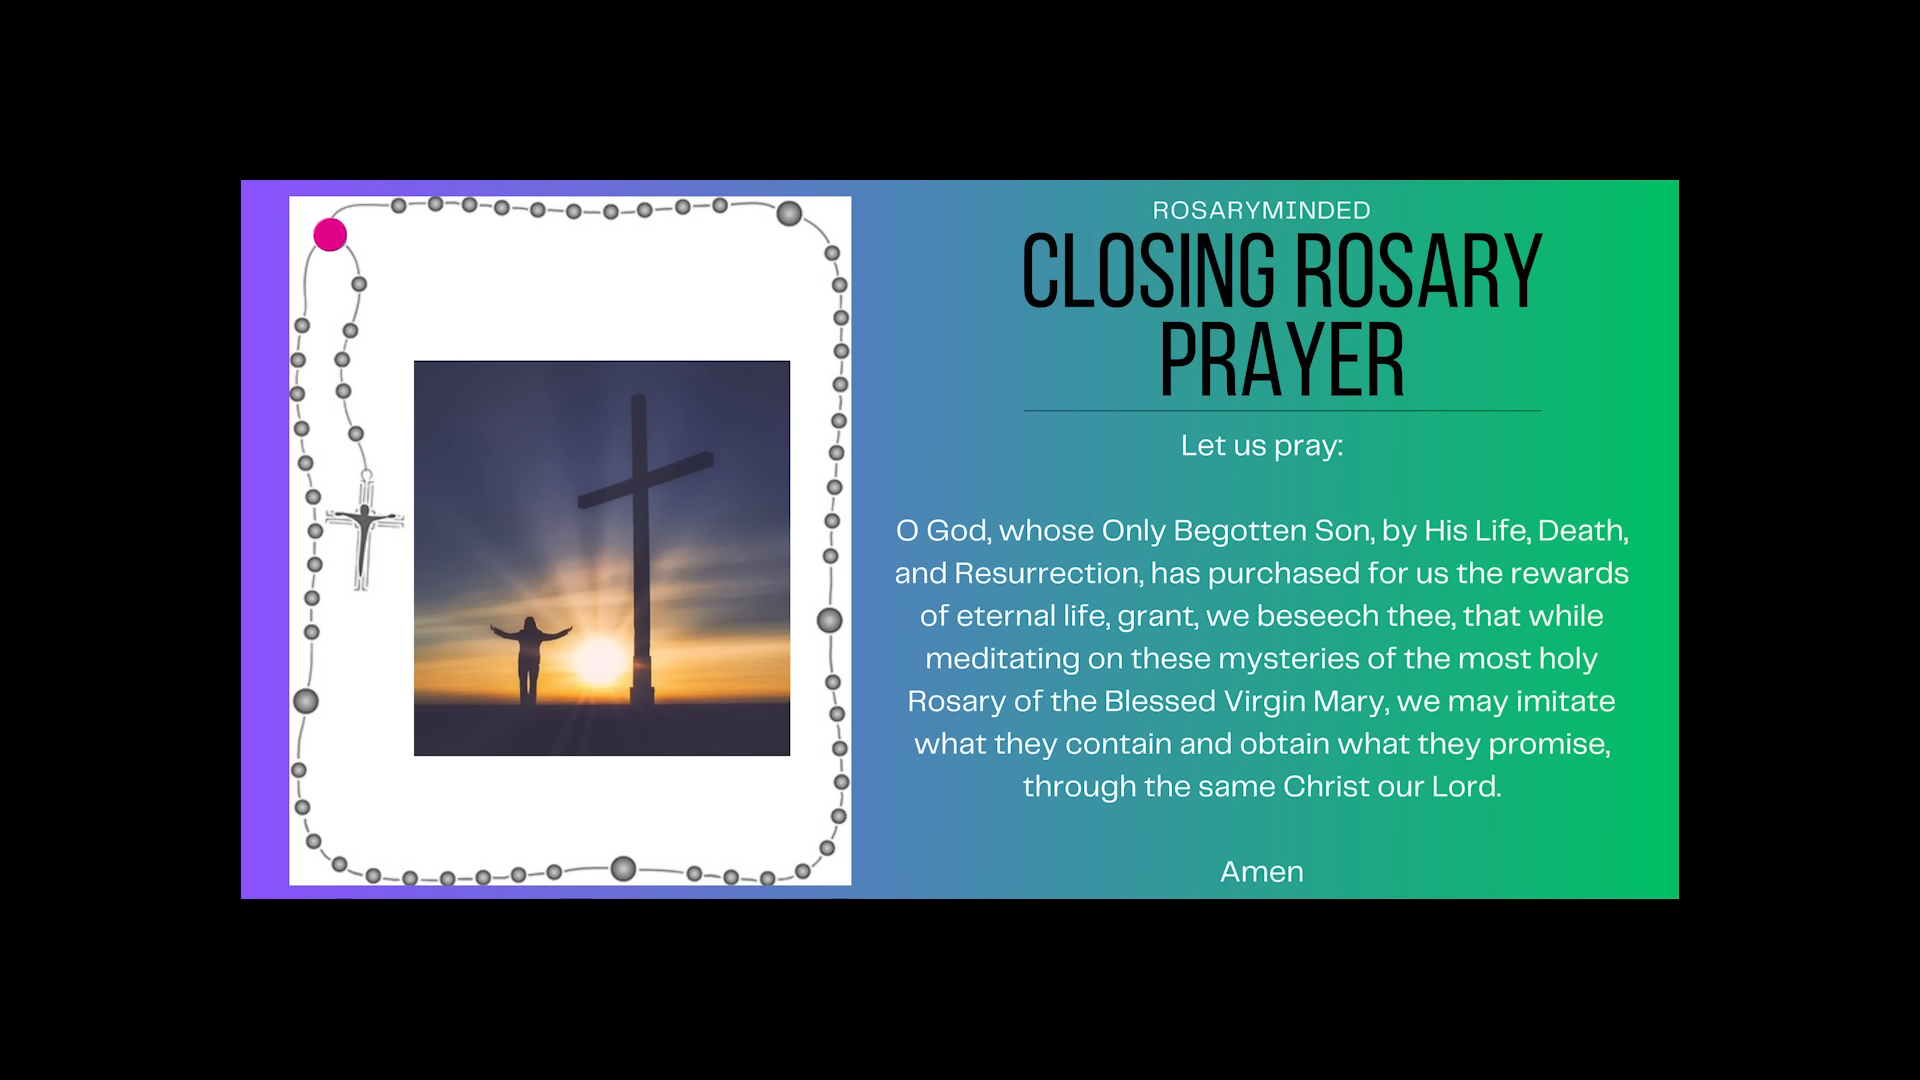 ROSARYMINDED
CLOSING ROSARY
PRAYER
Let us pray:
O God, whose Only Begotten Son, by His Life, Death,
and Resurrection, has purchased for us the rewards
of eternal life, grant, we beseech thee, that while
meditating on these mysteries of the most holy
Rosary of the Blessed Virgin Mary, we may imitate
what they contain and obtain what they promise,
through the same Christ our Lord.
Amen